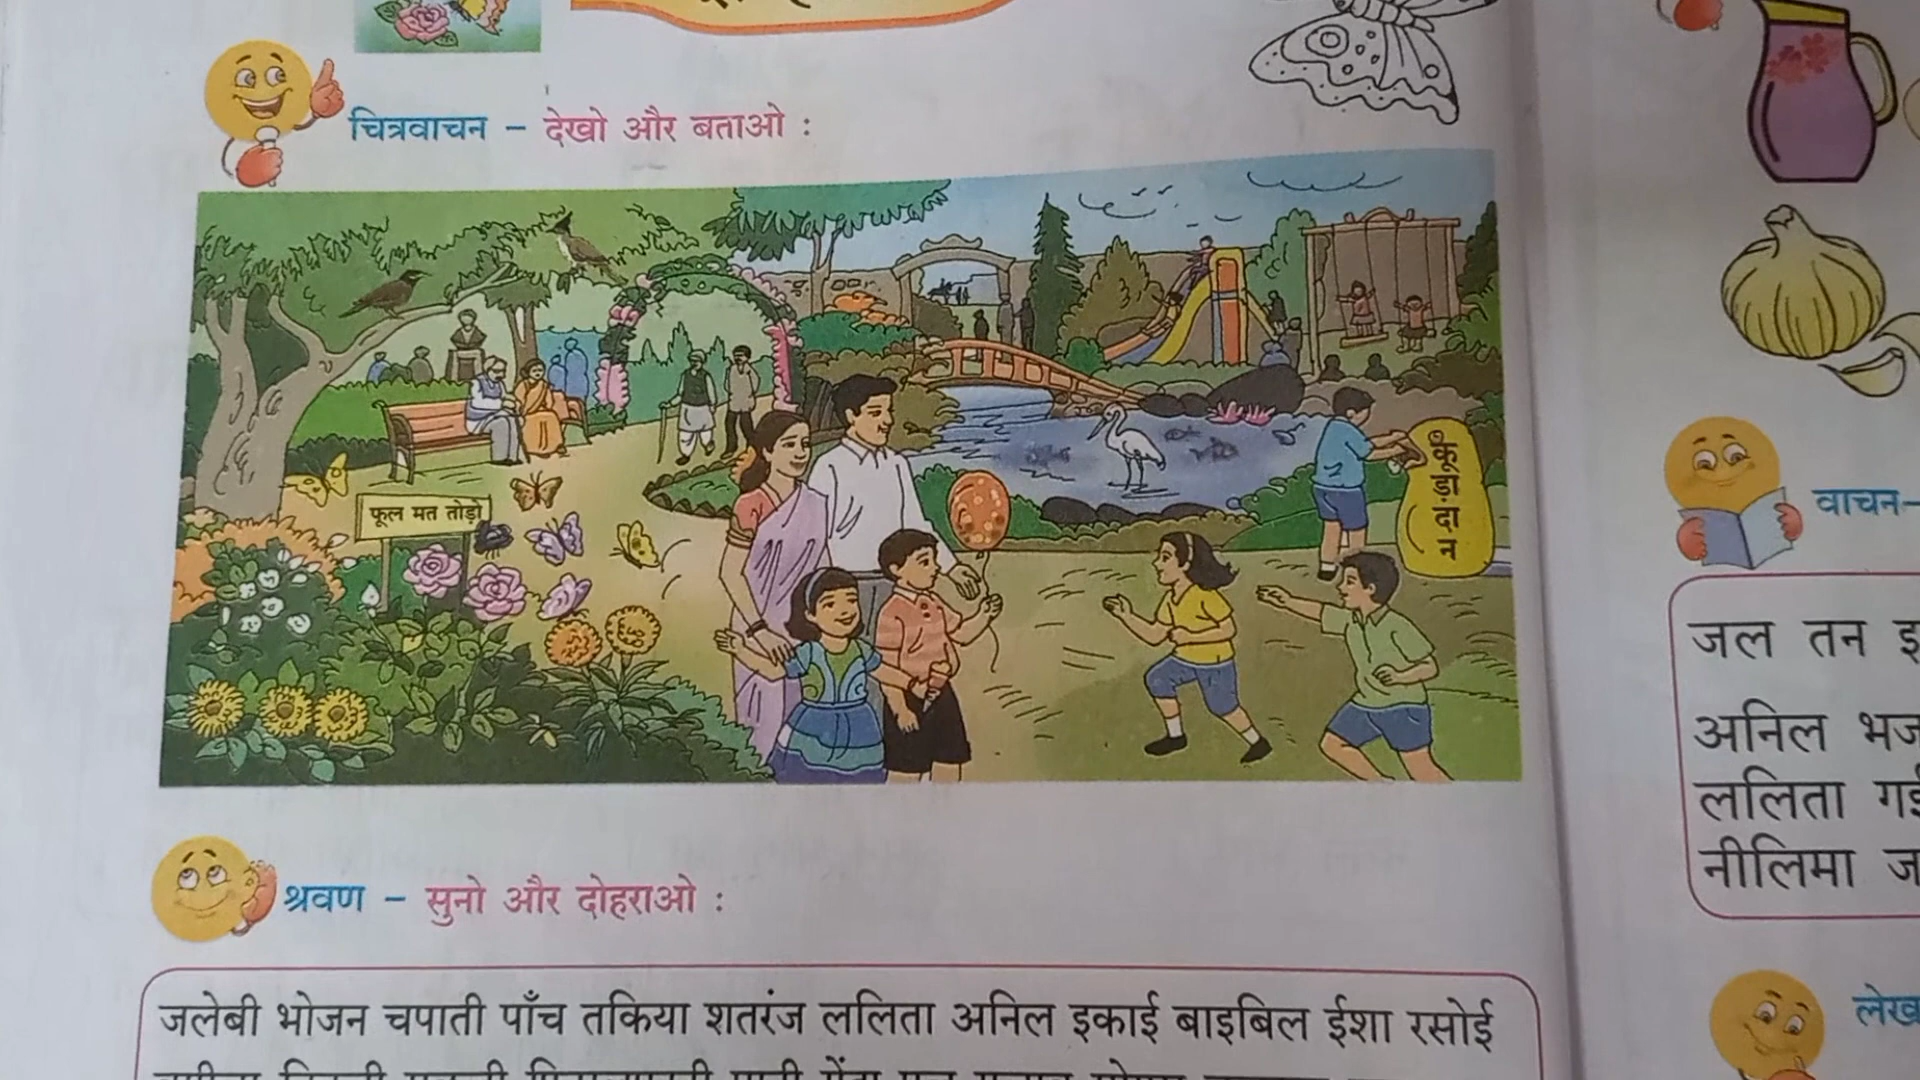 चित्रवाचन – देखो और बताओ :
फूल मत तोड़ो
कूड़ादान
श्रवण – सुनो और दोहराओ :
जलेबी भोजन चपाती पाँच तकिया शतरंज ललिता अनिल इकाई बाइबिल ईशा रसोई
वाचन–
जल तन
अनिल
ललिता
नीलिमा